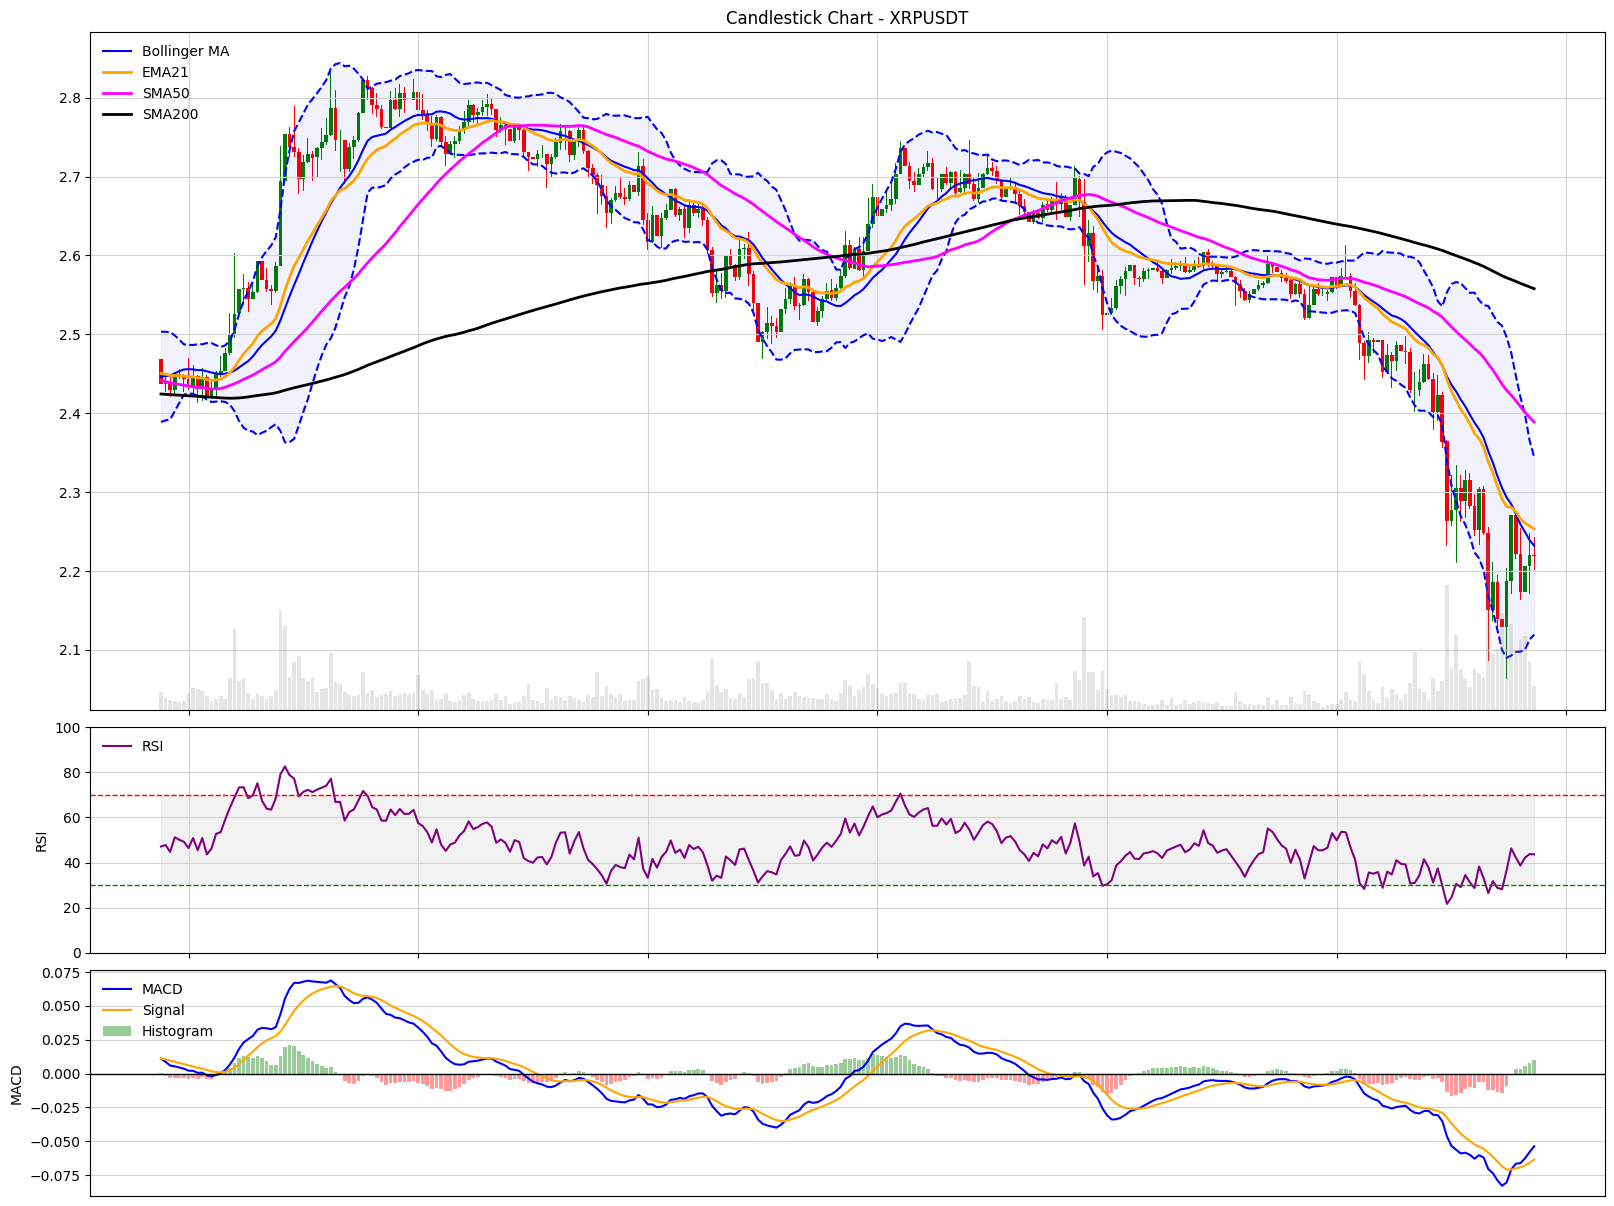 Candlestick Chart - XRPUSDT
Bollinger MA
EMA21
SMA50
SMA200
2.8
2.7
2.6
2.5
2.4
2.3
2.2
2.1
RSI
100
80
60
40
20
0
RSI
MACD
Signal
Histogram
0.075
0.050
0.025
0.000
−0.025
−0.050
−0.075
MACD